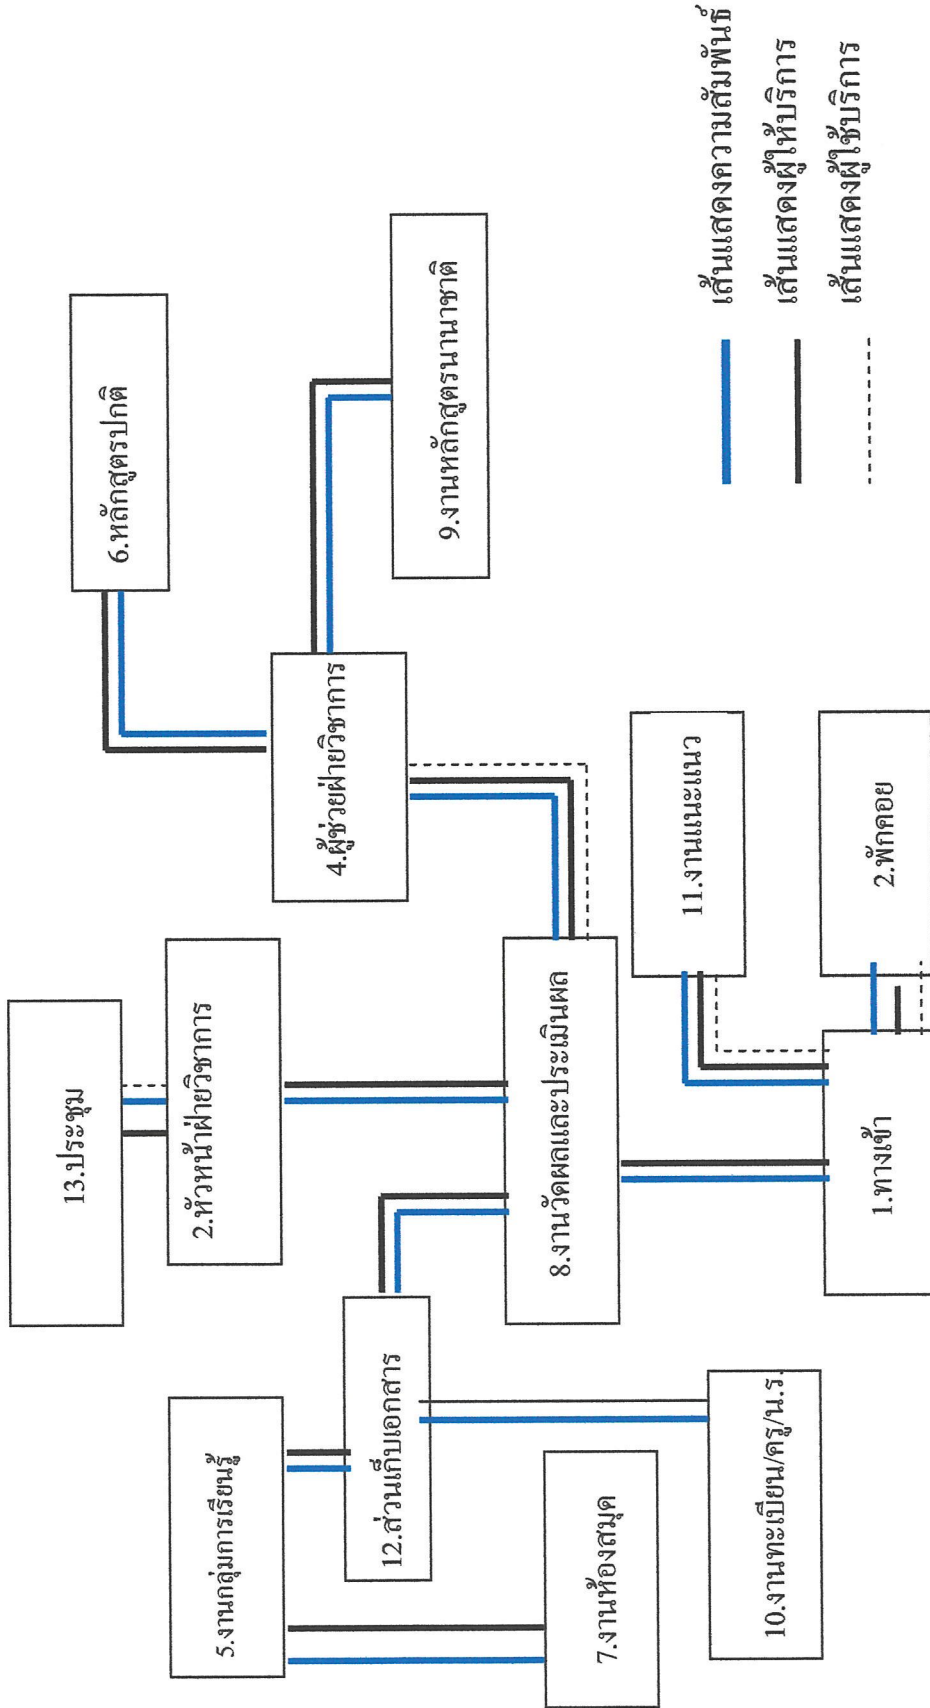 13.ประชุม
5.งานกลุ่มการเรียนรู้
2.หัวหน้าฝ่ายวิชาการ
6.หลักสูตรปกติ
12.ส่วนเก็บเอกสาร
4.ผู้ช่วยฝ่ายวิชาการ
9.งานหลักสูตรนานาชาติ
7.งานห้องสมุด
8.งานวัดผลและประเมินผล
10.งานทะเบียน/ครู/น.ร.
11.งานแนะแนว
1.ทางเข้า
2.พักคอย
เส้นแสดงความสัมพันธ์
เส้นแสดงผู้ให้บริการ
เส้นแสดงผู้ใช้บริการ